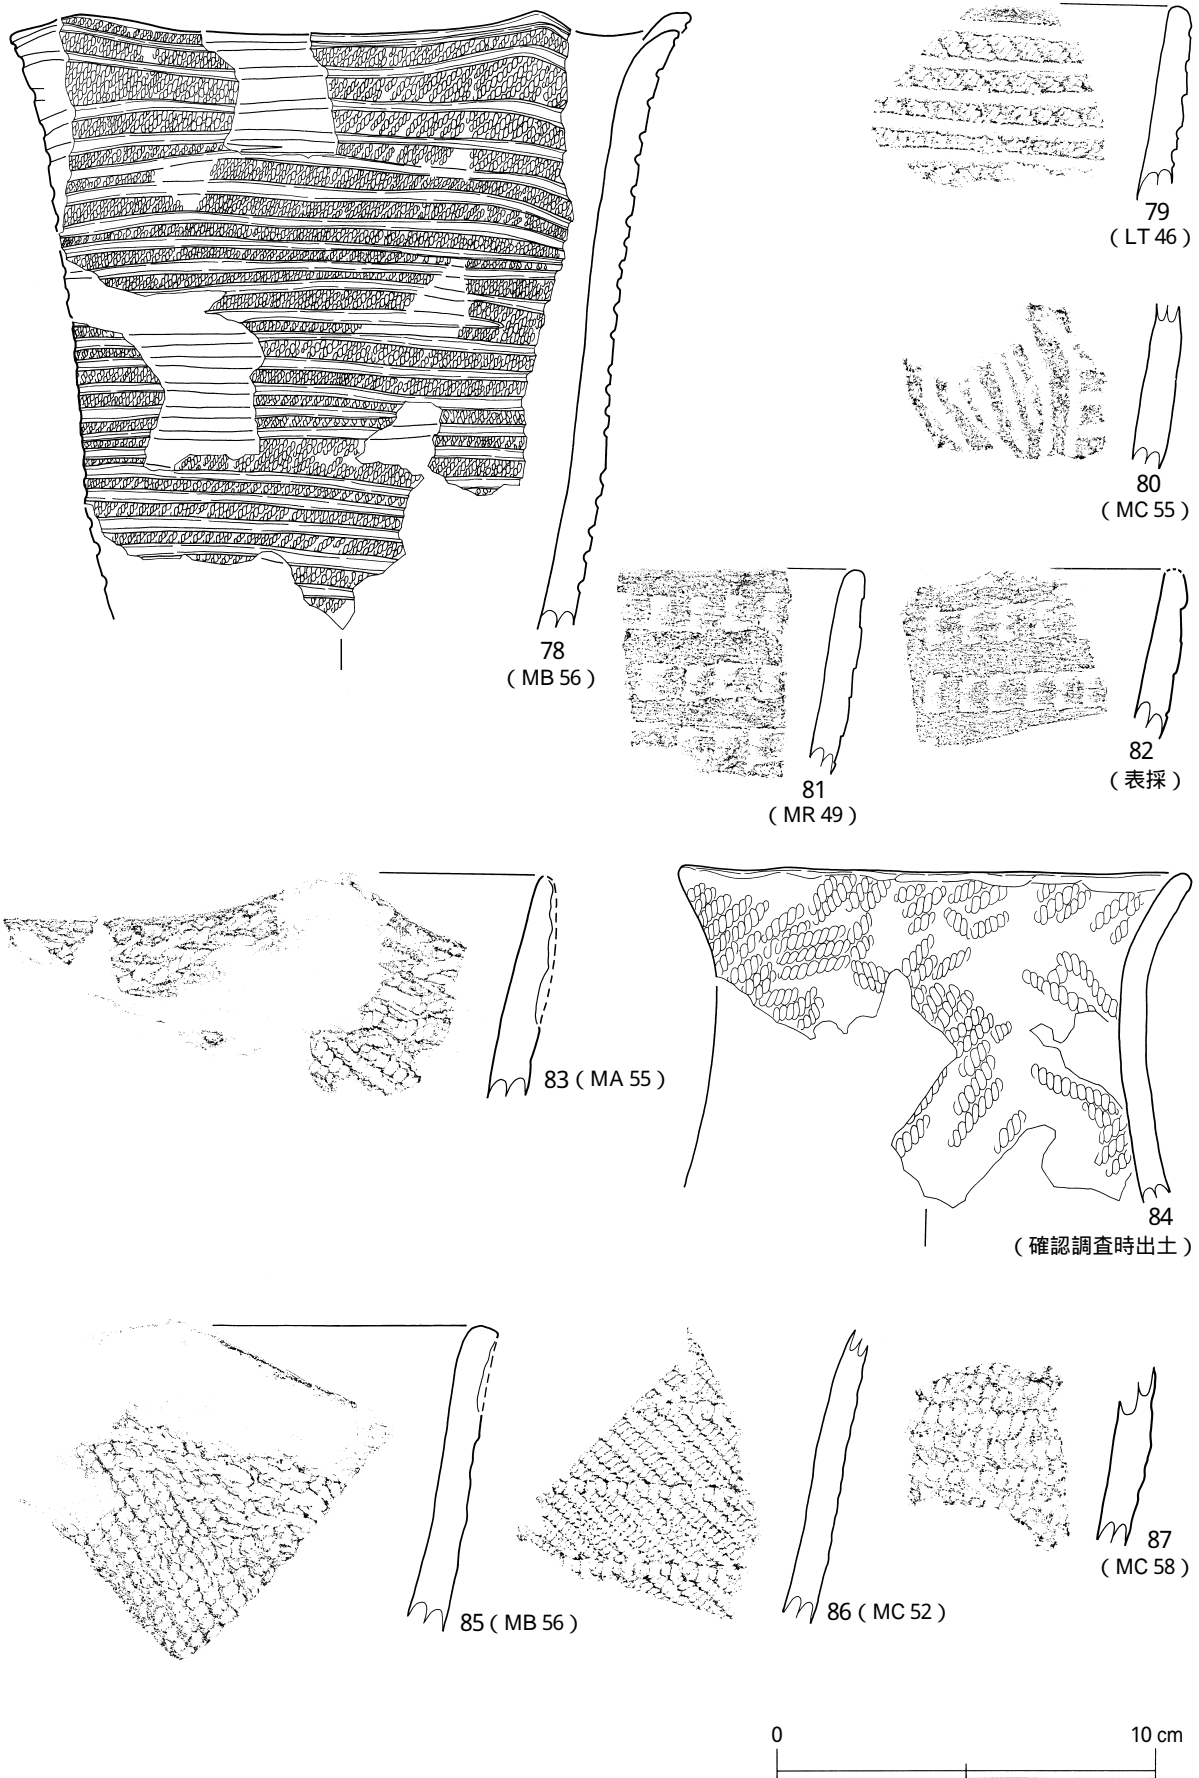 79
（LT 46）
80
（MC 55）
78
（MB 56）
81
（MR 49）
82
（表採）
83（MA 55）
84
（確認調査時出土）
85（MB 56）
86（MC 52）
87
（MC 58）
0 10 cm